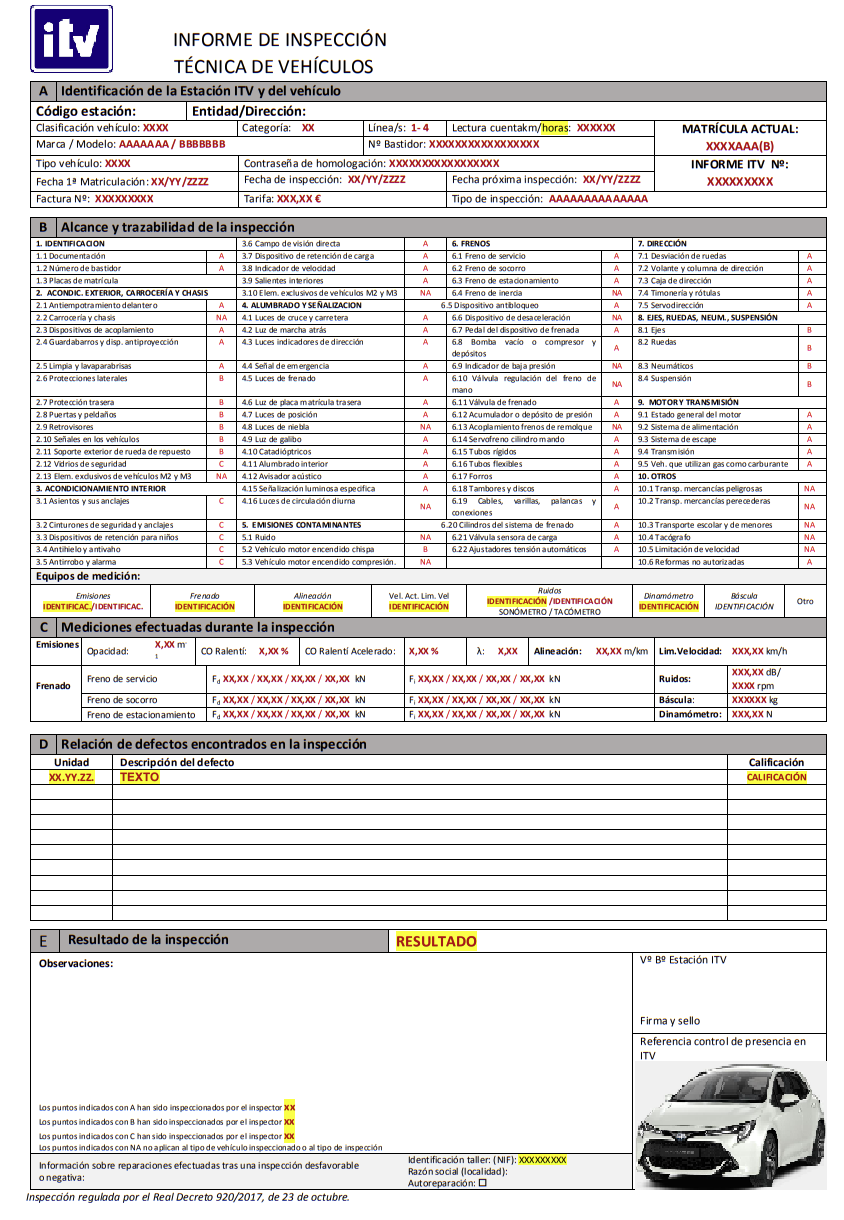 itv
INFORME DE INSPECCIÓN
TÉCNICA DE VEHÍCULOS
A Identificación de la Estación ITV y del vehículo
Código estación: Entidad/Dirección:
Clasificación vehículo: XXXX Categoría: XX Línea/s: 1- 4 Lectura cuentakm/horas: XXXXXX MATRÍCULA ACTUAL:
Marca / Modelo: AAAAAAA / BBBBBBB Nº Bastidor: XXXXXXXXXXXXXXXXX XXXXAAA(B)
Tipo vehículo: XXXX Contraseña de homologación: XXXXXXXXXXXXXXXXX INFORME ITV Nº:
Fecha 1ª Matriculación: XX/YY/ZZZZ Fecha de inspección: XX/YY/ZZZZ Fecha próxima inspección: XX/YY/ZZZZ XXXXXXXXX
Factura Nº: XXXXXXXXX Tarifa: XXX,XX € Tipo de inspección: AAAAAAAAAAAAAA
B Alcance y trazabilidad de la inspección
1. IDENTIFICACION 3.6 Campo de visión directa A 6. FRENOS 7. DIRECCIÓN
1.1 Documentación A 3.7 Dispositivo de retención de carga A 6.1 Freno de servicio A 7.1 Desviación de ruedas A
1.2 Número de bastidor A 3.8 Indicador de velocidad A 6.2 Freno de socorro A 7.2 Volante y columna de dirección A
1.3 Placas de matrícula 3.9 Salientes interiores A 6.3 Freno de estacionamiento A 7.3 Caja de dirección A
2. ACONDIC. EXTERIOR, CARROCERÍA Y CHASIS 3.10 Elem. exclusivos de vehículos M2 y M3 NA 6.4 Freno de inercia NA 7.4 Timonería y rótulas A
2.1 Antiempotramiento delantero A 4. ALUMBRADO Y SEÑALIZACION 6.5 Dispositivo antibloqueo A 7.5 Servodirección A
2.2 Carrocería y chasis NA 4.1 Luces de cruce y carretera A 6.6 Dispositivo de desaceleración NA 8. EJES, RUEDAS, NEUM., SUSPENSIÓN
2.3 Dispositivos de acoplamiento A 4.2 Luz de marcha atrás A 6.7 Pedal del dispositivo de frenada A 8.1 Ejes B
2.4 Guardabarros y disp. antiproyección A 4.3 Luces indicadores de dirección A 6.8 Bomba vacío o compresor y depósitos A 8.2 Ruedas B
2.5 Limpia y lavaparabrisas A 4.4 Señal de emergencia A 6.9 Indicador de baja presión NA 8.3 Neumáticos B
2.6 Protecciones laterales B 4.5 Luces de frenado A 6.10 Válvula regulación del freno de mano NA 8.4 Suspensión B
2.7 Protección trasera B 4.6 Luz de placa matrícula trasera A 6.11 Válvula de frenado A 9. MOTOR Y TRANSMISIÓN
2.8 Puertas y peldaños B 4.7 Luces de posición A 6.12 Acumulador o depósito de presión A 9.1 Estado general del motor A
2.9 Retrovisores B 4.8 Luces de niebla NA 6.13 Acoplamiento frenos de remolque NA 9.2 Sistema de alimentación A
2.10 Señales en los vehículos B 4.9 Luz de galibo A 6.14 Servofreno cilindro mando A 9.3 Sistema de escape A
2.11 Soporte exterior de rueda de repuesto B 4.10 Catadióptricos A 6.15 Tubos rígidos A 9.4 Transmisión A
2.12 Vidrios de seguridad C 4.11 Alumbrado interior A 6.16 Tubos flexibles A 9.5 Veh. que utilizan gas como carburante A
2.13 Elem. exclusivos de vehículos M2 y M3 NA 4.12 Avisador acústico A 6.17 Forros A 10. OTROS
3. ACONDICIONAMIENTO INTERIOR 4.15 Señalización luminosa especifica A 6.18 Tambores y discos A 10.1 Transp. mercancías peligrosas NA
3.1 Asientos y sus anclajes C 4.16 Luces de circulación diurna NA 6.19 Cables, varillas, palancas y conexiones A 10.2 Transp. mercancías perecederas NA
3.2 Cinturones de seguridad y anclajes C 5. EMISIONES CONTAMINANTES 6.20 Cilindros del sistema de frenado A 10.3 Transporte escolar y de menores NA
3.3 Dispositivos de retención para niños C 5.1 Ruido NA 6.21 Válvula sensora de carga A 10.4 Tacógrafo NA
3.4 Antihielo y antivaho C 5.2 Vehículo motor encendido chispa B 6.22 Ajustadores tensión automáticos A 10.5 Limitación de velocidad NA
3.5 Antirrobo y alarma C 5.3 Vehículo motor encendido compresión. NA 10.6 Reformas no autorizadas A
Equipos de medición:
Emisiones Frenado Alineación Vel. Act. Lim. Vel Ruidos Dinamómetro Báscula Otro
IDENTIFICAC./IDENTIFICAC. IDENTIFICACIÓN IDENTIFICACIÓN IDENTIFICACIÓN IDENTIFICACIÓN /IDENTIFICACIÓN IDENTIFICACIÓN IDENTIFICACIÓN
SONÓMETRO / TACÓMETRO
C Mediciones efectuadas durante la inspección
Emisiones Opacidad: X,XX m-1 CO Ralentí: X,XX % CO Ralentí Acelerado: X,XX % λ: X,XX Alineación: XX,XX m/km Lim.Velocidad: XXX,XX km/h
Frenado Freno de servicio Fd XX,XX / XX,XX / XX,XX / XX,XX kN Fi XX,XX / XX,XX / XX,XX / XX,XX kN Ruidos: XXX,XX dB/ XXXX rpm
Freno de socorro Fd XX,XX / XX,XX / XX,XX / XX,XX kN Fi XX,XX / XX,XX / XX,XX / XX,XX kN Báscula: XXXXXX kg
Freno de estacionamiento Fd XX,XX / XX,XX / XX,XX / XX,XX kN Fi XX,XX / XX,XX / XX,XX / XX,XX kN Dinamómetro: XXX,XX N
D Relación de defectos encontrados en la inspección
Unidad Descripción del defecto Calificación
XX.YY.ZZ. TEXTO CALIFICACIÓN
E Resultado de la inspección RESULTADO
Observaciones: Vº Bº Estación ITV
Firma y sello
Referencia control de presencia en
ITV
Los puntos indicados con A han sido inspeccionados por el inspector XX
Los puntos indicados con B han sido inspeccionados por el inspector XX
Los puntos indicados con C han sido inspeccionados por el inspector XX
Los puntos indicados con NA no aplican al tipo de vehículo inspeccionado o al tipo de inspección
Información sobre reparaciones efectuadas tras una inspección desfavorable
o negativa:
Identificación taller: (NIF): XXXXXXXXX
Razón social (localidad):
Autoreparación: ☐
Inspección regulada por el Real Decreto 920/2017, de 23 de octubre.